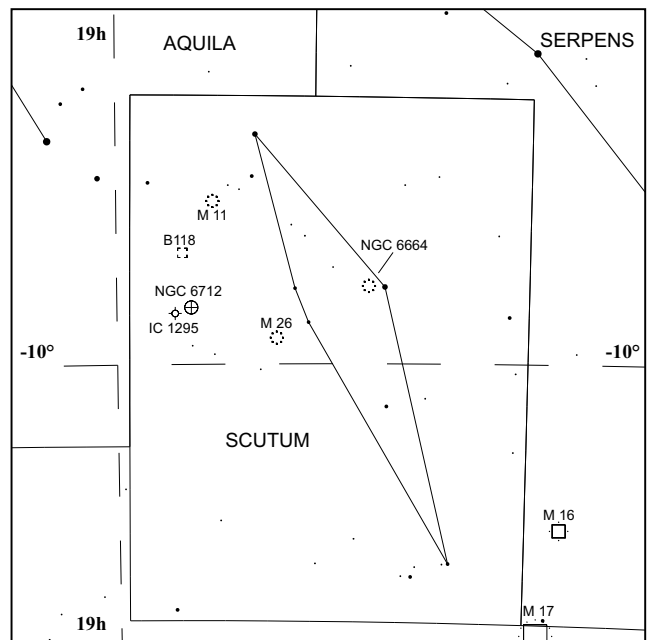 19h
AQUILA
SERPENS
M 11
B118
NGC 6664
NGC 6712
IC 1295
M 26
-10°
-10°
SCUTUM
M 16
M 17
19h